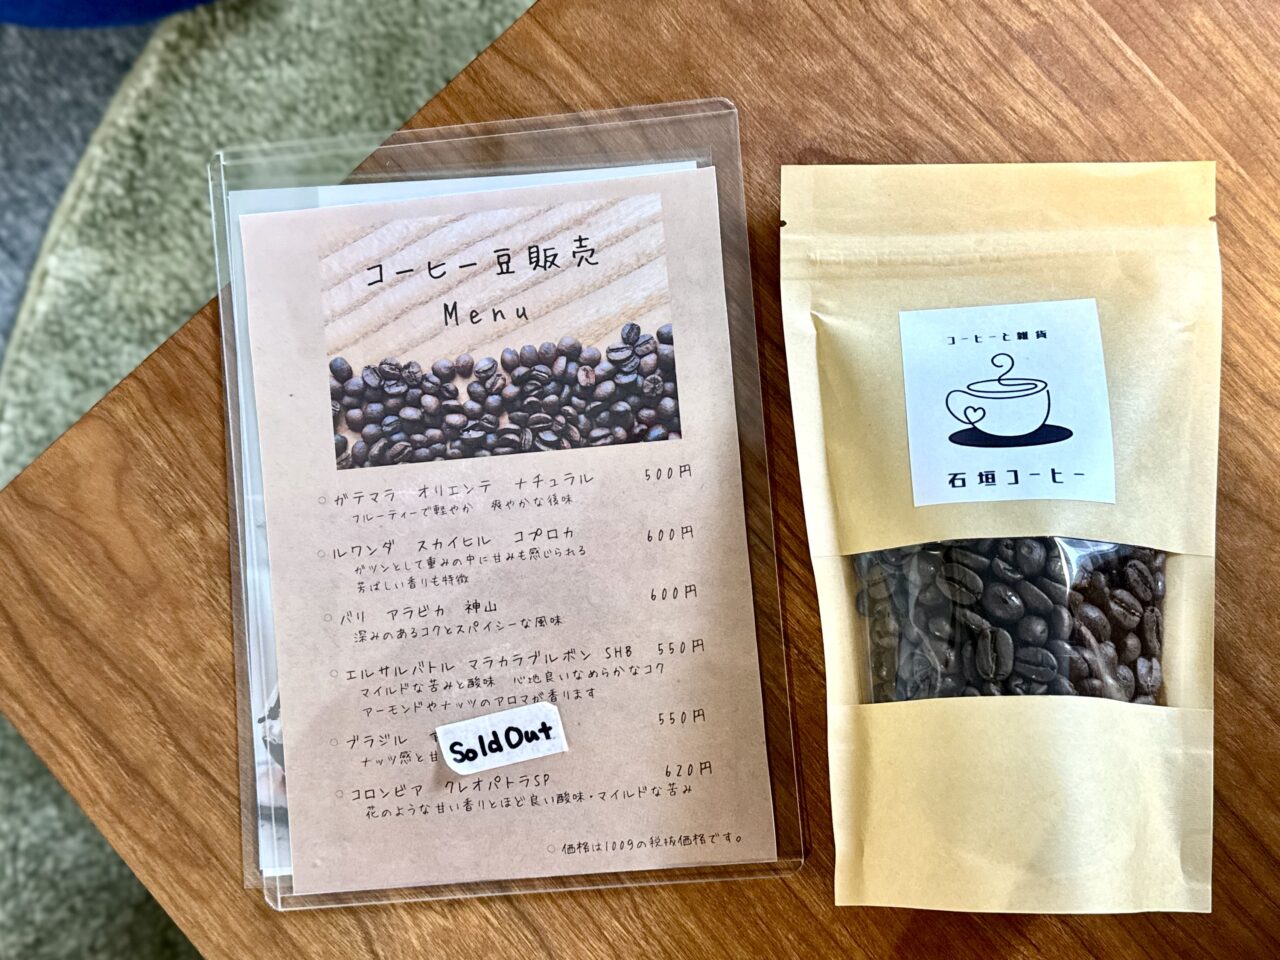 コーヒー豆販売
Menu
○ ガテマラ オリエンテ ナチュラル 500円
フルーティーで軽やか 爽やかな後味
○ ルワンダ スカイヒル コプロカ 600円
ガツンとして重みの中に甘みも感じられる
芳ばしい香りも特徴
○ バリ アラビカ 神山 600円
深みのあるコクとスパイシーな風味
○ エルサルバトル マラカラブルボン SHB 550円
マイルドな苦みと酸味 心地良いなめらかなコク
アーモンドやナッツのアロマが香ります
○ ブラジル 550円
ナッツ感と甘
Sold Out
○ コロンビア クレオパトラSP 620円
花のような甘い香りとほど良い酸味・マイルドな苦み
○ 価格は100gの税抜価格です。
コーヒーと雑貨
石垣コーヒー